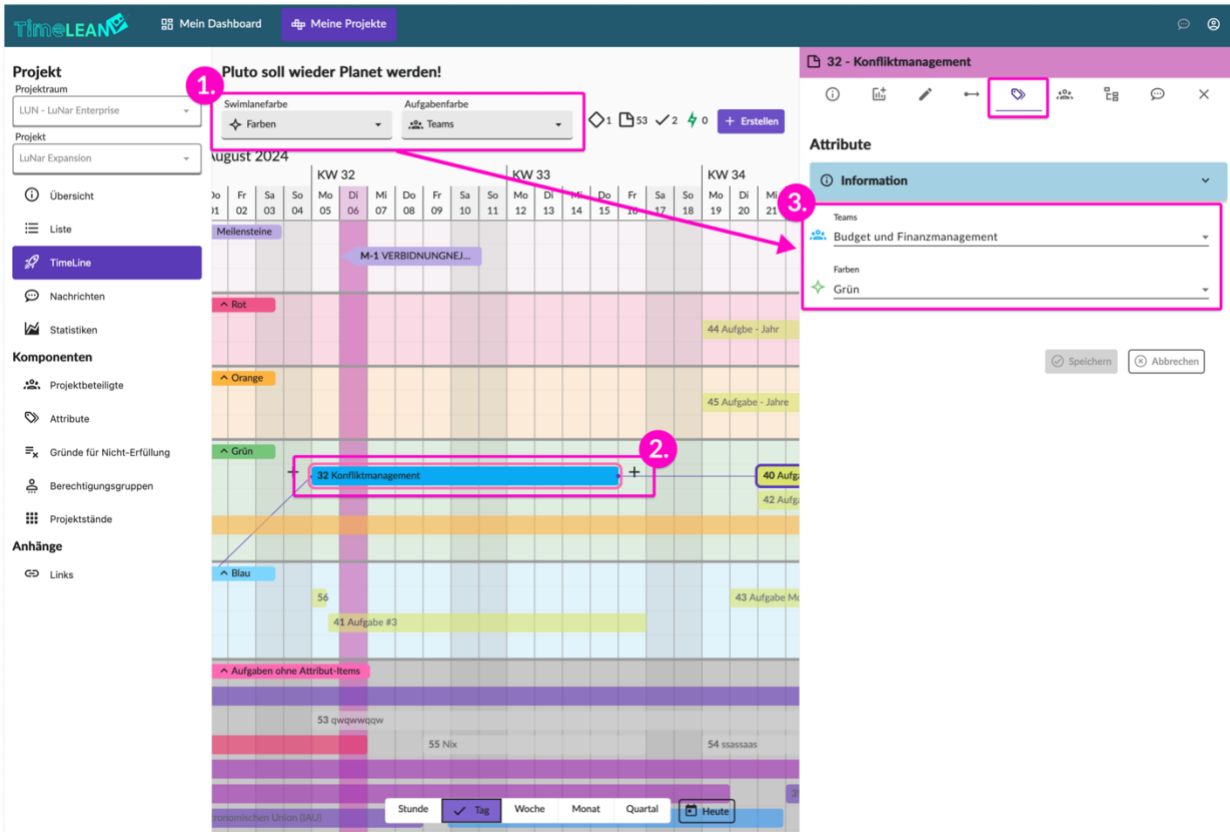 TimeLEAN
Mein Dashboard
Meine Projekte
Projekt
Projektraum
LUN - LuNar Enterprise
Projekt
LuNar Expansion
Übersicht
Liste
TimeLine
Nachrichten
Statistiken
Komponenten
Projektbeteiligte
Attribute
Gründe für Nicht-Erfüllung
Berechtigungsgruppen
Projektstände
Anhänge
Links
Pluto soll wieder Planet werden!
1.
Swimlanefarbe
Farben
Aufgabenfarbe
Teams
1 53 2 0
+ Erstellen
August 2024
KW 32 KW 33 KW 34
Do Fr Sa So Mo Di Mi Do Fr Sa So Mo Di Mi Do Fr Sa So Mo Di Mi
01 02 03 04 05 06 07 08 09 10 11 12 13 14 15 16 17 18 19 20 21
Meilensteine
M-1 VERBIDNUNGNEJ...
Rot
44 Aufgbe - Jahr
Orange
45 Aufgabe - Jahre
Grün
2.
32 Konfliktmanagement
40 Aufga
42 Aufga
Blau
56
43 Aufgabe Mo
41 Aufgabe #3
Aufgaben ohne Attribut-Items
53 qwqwwqqw
55 Nix
54 ssassaas
ronomischen Union (IAU)
Stunde
Tag
Woche
Monat
Quartal
Heute
32 - Konfliktmanagement
Attribute
Information
3.
Teams
Budget und Finanzmanagement
Farben
Grün
Speichern
Abbrechen